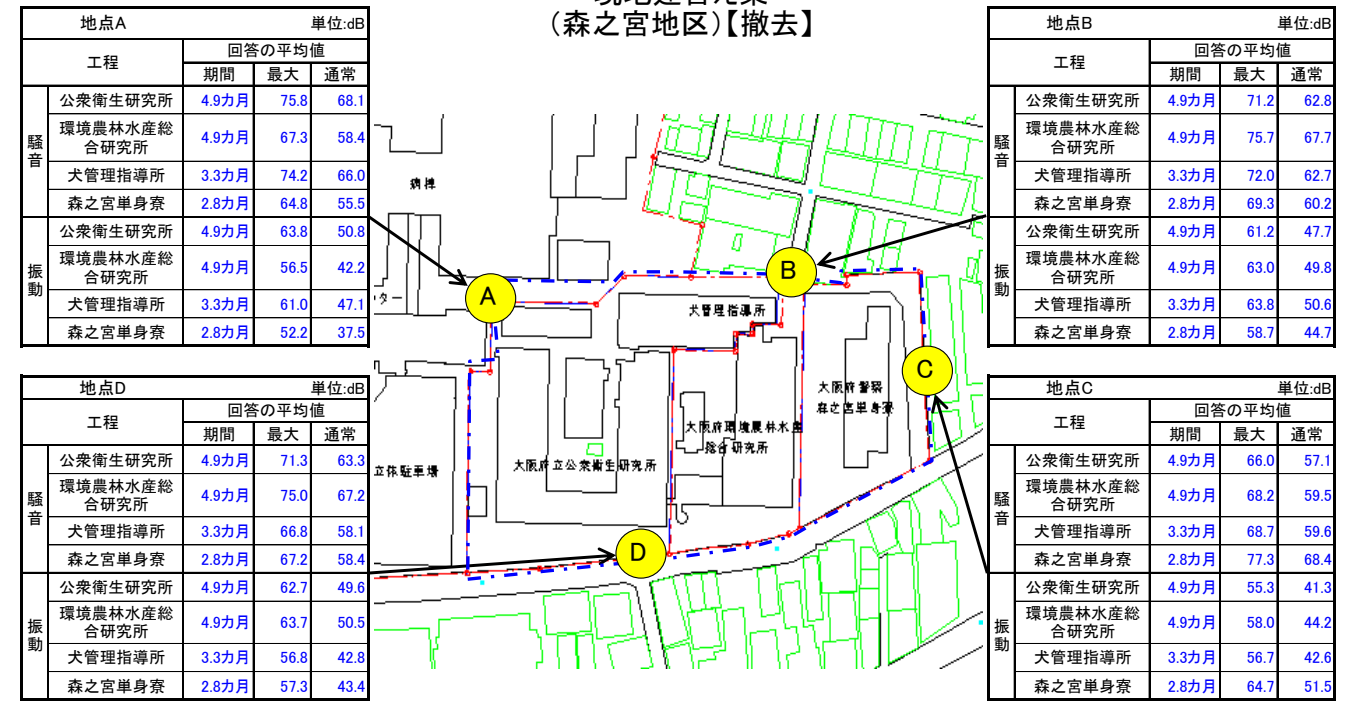 (森之宮地区)【撤去】
地点A 単位:dB
工程 回答の平均値
期間 最大 通常
騒音
公衆衛生研究所 4.9カ月 75.8 68.1
環境農林水産総
合研究所 4.9カ月 67.3 58.4
犬管理指導所 3.3カ月 74.2 66.0
森之宮単身寮 2.8カ月 64.8 55.5
振動
公衆衛生研究所 4.9カ月 63.8 50.8
環境農林水産総
合研究所 4.9カ月 56.5 42.2
犬管理指導所 3.3カ月 61.0 47.1
森之宮単身寮 2.8カ月 52.2 37.5
地点B 単位:dB
工程 回答の平均値
期間 最大 通常
騒音
公衆衛生研究所 4.9カ月 71.2 62.8
環境農林水産総
合研究所 4.9カ月 75.7 67.7
犬管理指導所 3.3カ月 72.0 62.7
森之宮単身寮 2.8カ月 69.3 60.2
振動
公衆衛生研究所 4.9カ月 61.2 47.7
環境農林水産総
合研究所 4.9カ月 63.0 49.8
犬管理指導所 3.3カ月 63.8 50.6
森之宮単身寮 2.8カ月 58.7 44.7
病棟
A
B
ター
犬管理指導所
C
大阪府警察
森之宮単身寮
大阪府環境農林水産
総合研究所
大阪府立公衆衛生研究所
立体駐車場
D
地点D 単位:dB
工程 回答の平均値
期間 最大 通常
騒音
公衆衛生研究所 4.9カ月 71.3 63.3
環境農林水産総
合研究所 4.9カ月 75.0 67.2
犬管理指導所 3.3カ月 66.8 58.1
森之宮単身寮 2.8カ月 67.2 58.4
振動
公衆衛生研究所 4.9カ月 62.7 49.6
環境農林水産総
合研究所 4.9カ月 63.7 50.5
犬管理指導所 3.3カ月 56.8 42.8
森之宮単身寮 2.8カ月 57.3 43.4
地点C 単位:dB
工程 回答の平均値
期間 最大 通常
騒音
公衆衛生研究所 4.9カ月 66.0 57.1
環境農林水産総
合研究所 4.9カ月 68.2 59.5
犬管理指導所 3.3カ月 68.7 59.6
森之宮単身寮 2.8カ月 77.3 68.4
振動
公衆衛生研究所 4.9カ月 55.3 41.3
環境農林水産総
合研究所 4.9カ月 58.0 44.2
犬管理指導所 3.3カ月 56.7 42.6
森之宮単身寮 2.8カ月 64.7 51.5